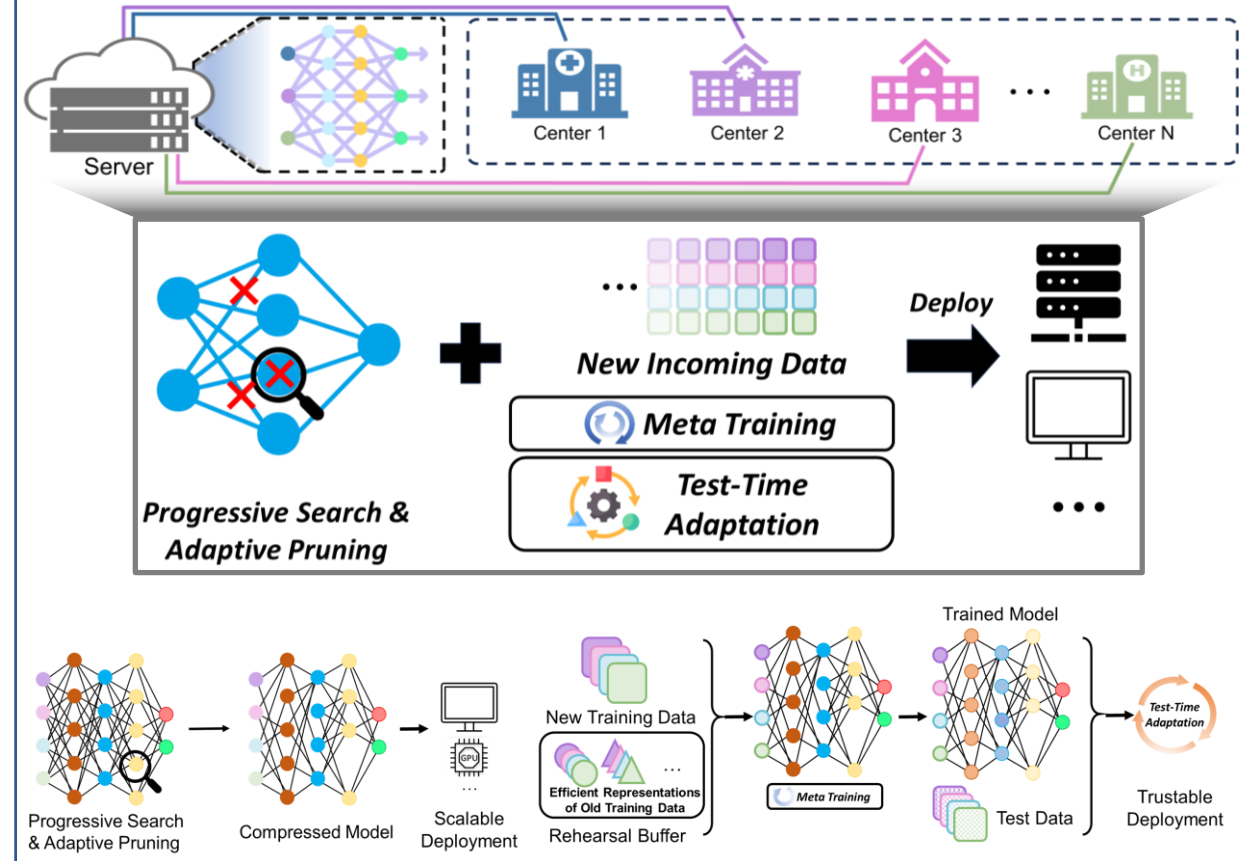 Server
Center 1
Center 2
Center 3
...
Center N
H
Progressive Search &
Adaptive Pruning
...
New Incoming Data
Meta Training
Test-Time
Adaptation
Deploy
...
Progressive Search
& Adaptive Pruning
Compressed Model
GPU
...
Scalable
Deployment
New Training Data
...
Efficient Representations
of Old Training Data
Rehearsal Buffer
Meta Training
Trained Model
Test Data
Test-Time
Adaptation
Trustable
Deployment